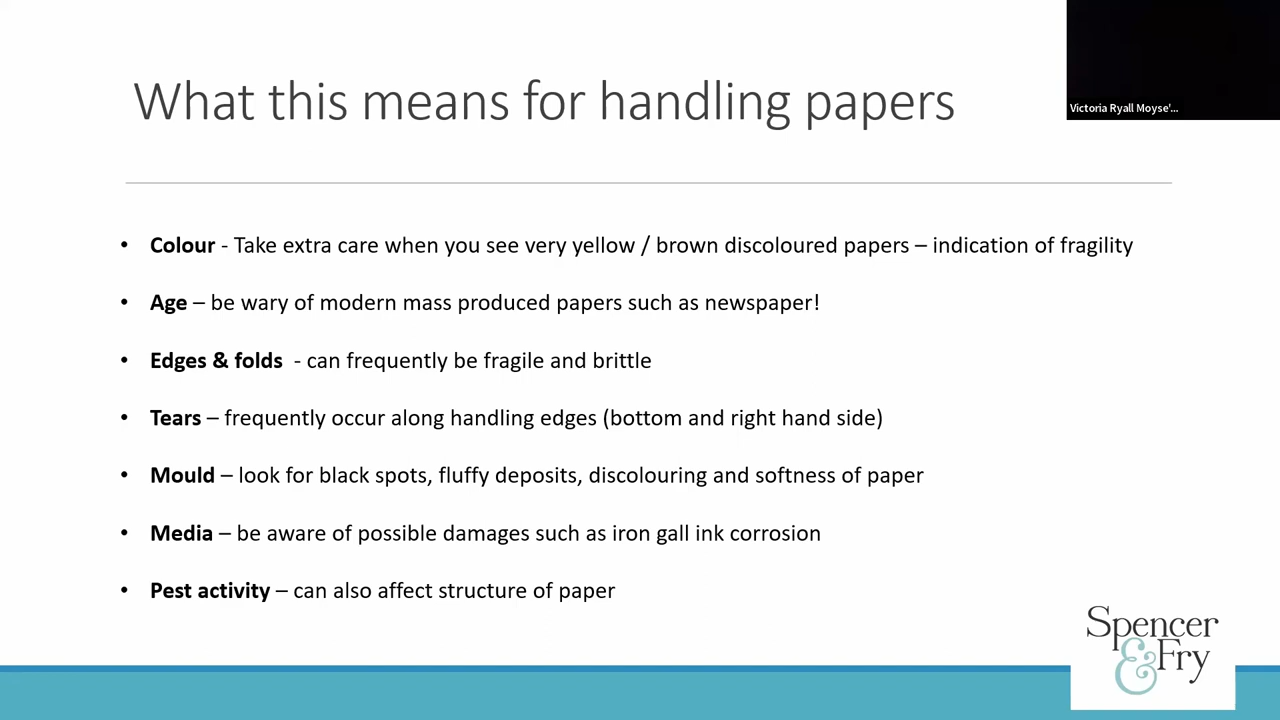 What this means for handling papers
Victoria Ryall Moyse'...
• Colour - Take extra care when you see very yellow / brown discoloured papers – indication of fragility
• Age – be wary of modern mass produced papers such as newspaper!
• Edges & folds - can frequently be fragile and brittle
• Tears – frequently occur along handling edges (bottom and right hand side)
• Mould – look for black spots, fluffy deposits, discolouring and softness of paper
• Media – be aware of possible damages such as iron gall ink corrosion
• Pest activity – can also affect structure of paper
Spencer
& Fry